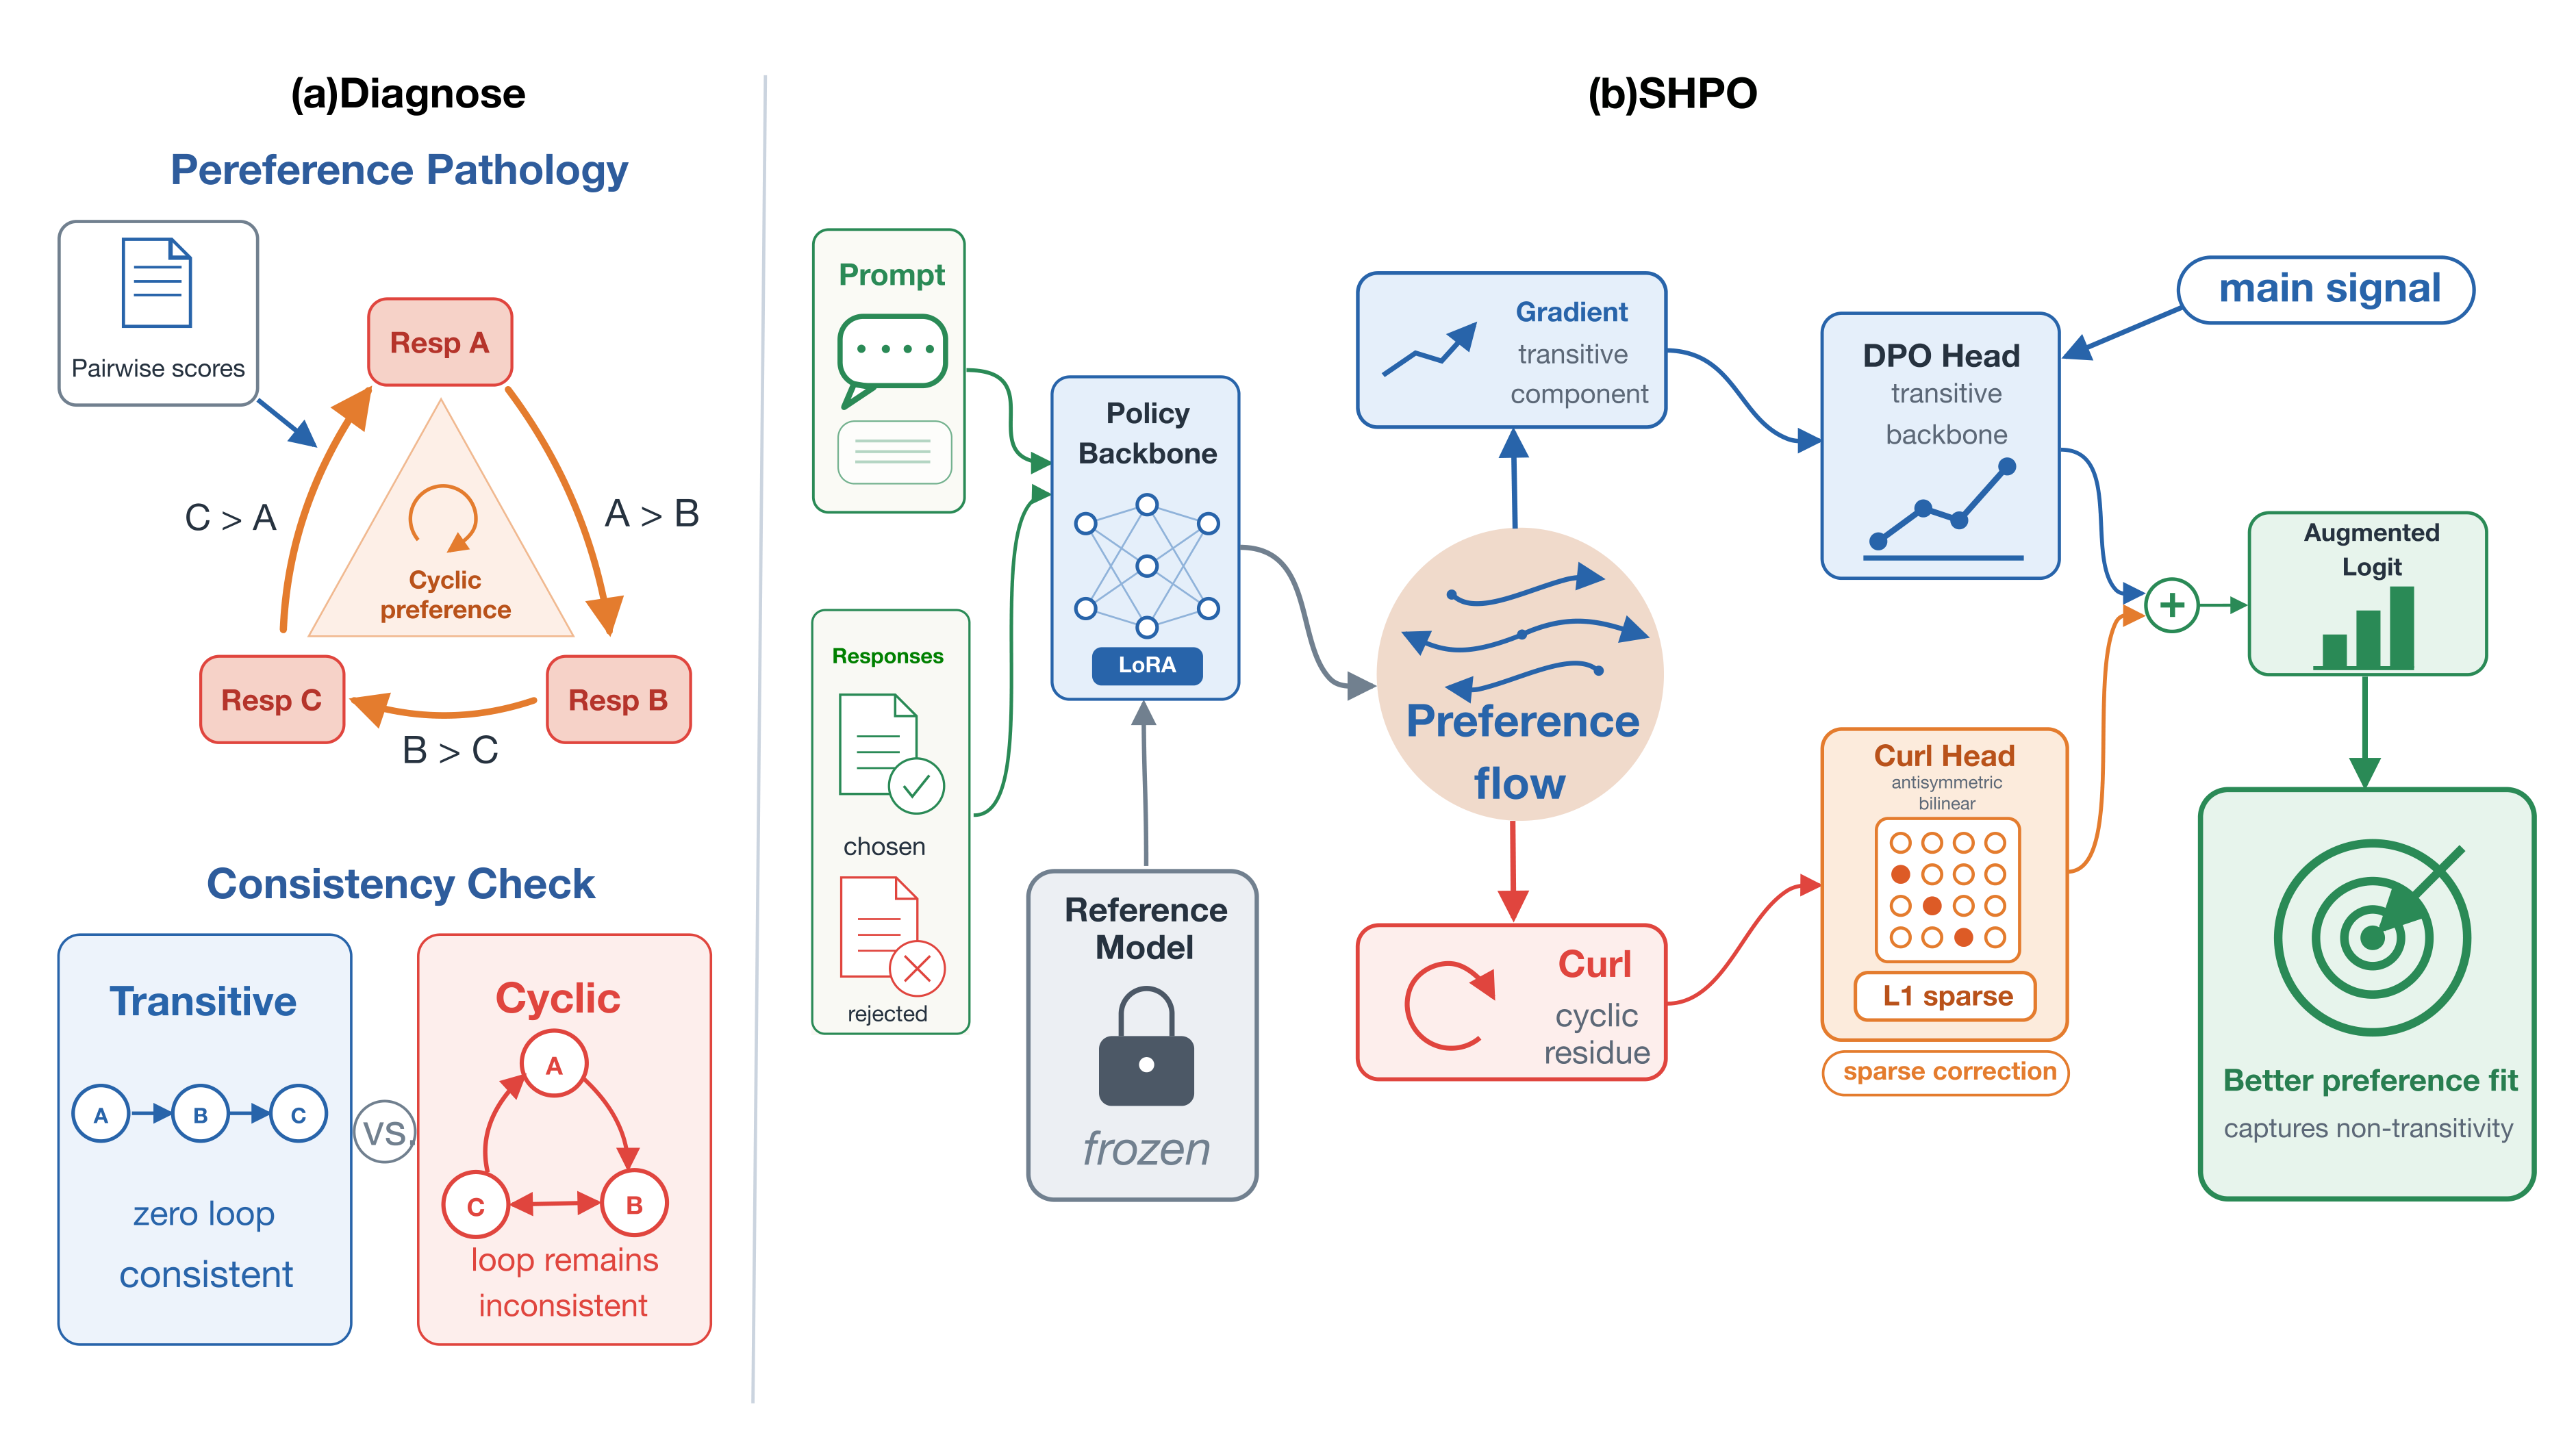 (a)Diagnose
Pereference Pathology
Pairwise scores
Resp A
C > A
A > B
Cyclic
preference
Resp C
Resp B
B > C
Consistency Check
Transitive
A
B
C
zero loop
consistent
VS.
Cyclic
A
C
B
loop remains
inconsistent
(b)SHPO
Prompt
Responses
chosen
rejected
Policy
Backbone
LoRA
Reference
Model
frozen
Gradient
transitive
component
Preference
flow
Curl
cyclic
residue
main signal
DPO Head
transitive
backbone
Curl Head
antisymmetric
bilinear
L1 sparse
sparse correction
+
Augmented
Logit
Better preference fit
captures non-transitivity